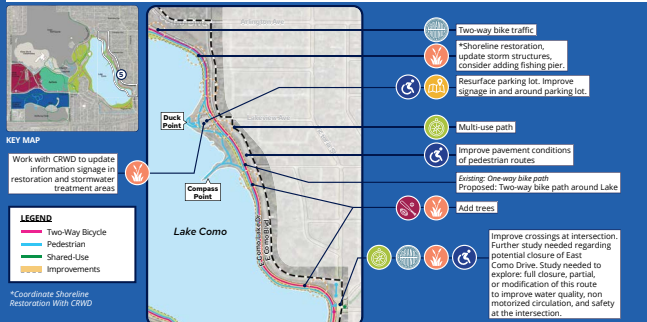 5
KEY MAP
Work with CRWD to update
information signage in
restoration and stormwater
treatment areas
LEGEND
Two-Way Bicycle
Pedestrian
Shared-Use
Improvements
*Coordinate Shoreline
Restoration With CRWD
Arlington Ave
Duck
Point
Compass
Point
Lake Como
E Como Lake Dr
E Como Blvd
Two-way bike traffic
*Shoreline restoration,
update storm structures,
consider adding fishing pier.
Resurface parking lot. Improve
signage in and around parking lot.
Multi-use path
Improve pavement conditions
of pedestrian routes
Existing: One-way bike path
Proposed: Two-way bike path around Lake
Add trees
Improve crossings at intersection.
Further study needed regarding
potential closure of East
Como Drive. Study needed to
explore: full closure, partial,
or modification of this route
to improve water quality, non
motorized circulation, and safety
at the intersection.